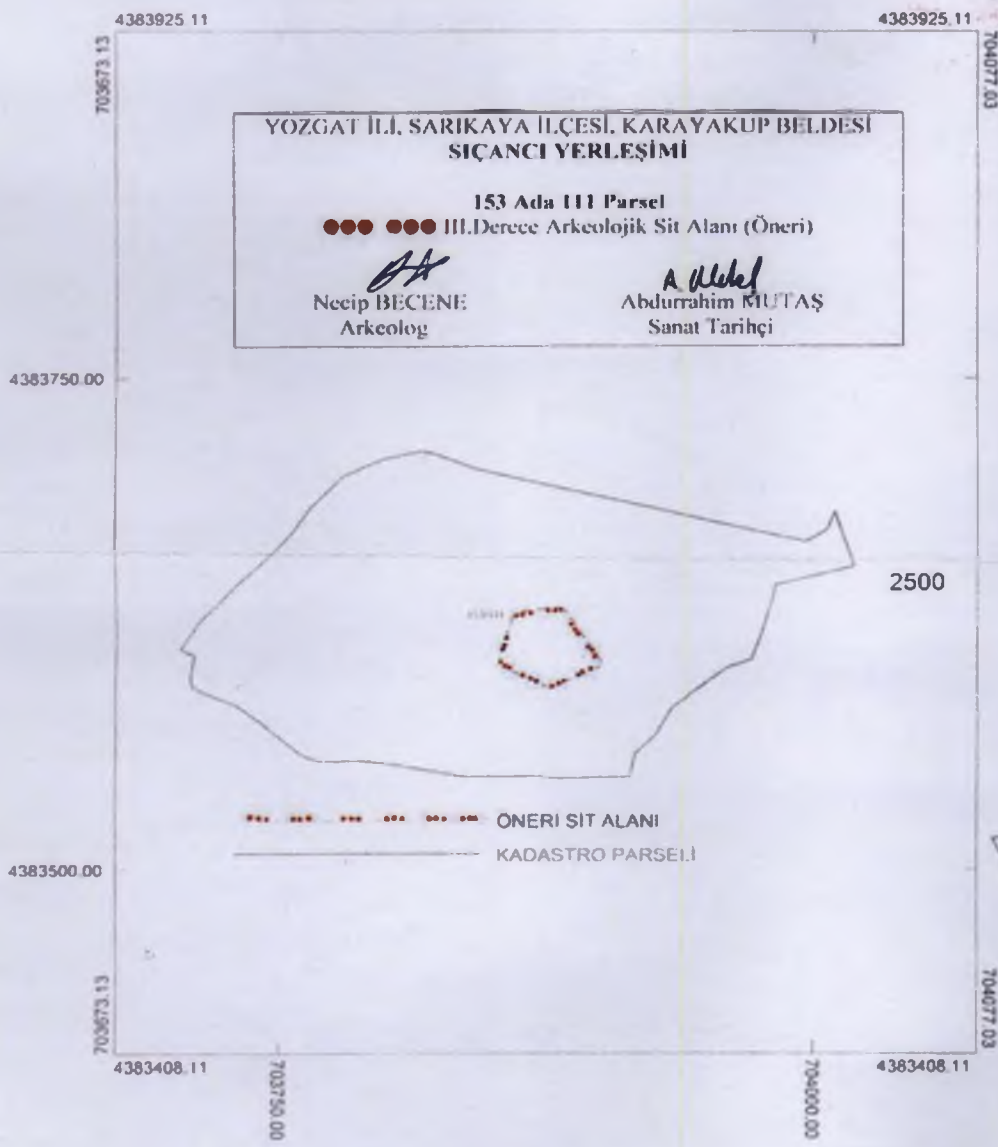 4383925.11
4383925.11
703673.13
704077.03
YOZGAT İLİ, SARIKAYA İLÇESİ, KARAYAKUP BELDESİ
SIÇANCI YERLEŞİMİ
153 Ada 111 Parsel
III.Derece Arkeolojik Sit Alanı (Öneri)
Necip BECENE
Abdurrahim MUTAŞ
Arkeolog
Sanat Tarihçi
4383750.00
2500
ÖNERI SİT ALANI
KADASTRO PARSELİ
4383500.00
703673.13
704077.03
4383408.11
4383408.11
703750.00
704000.00